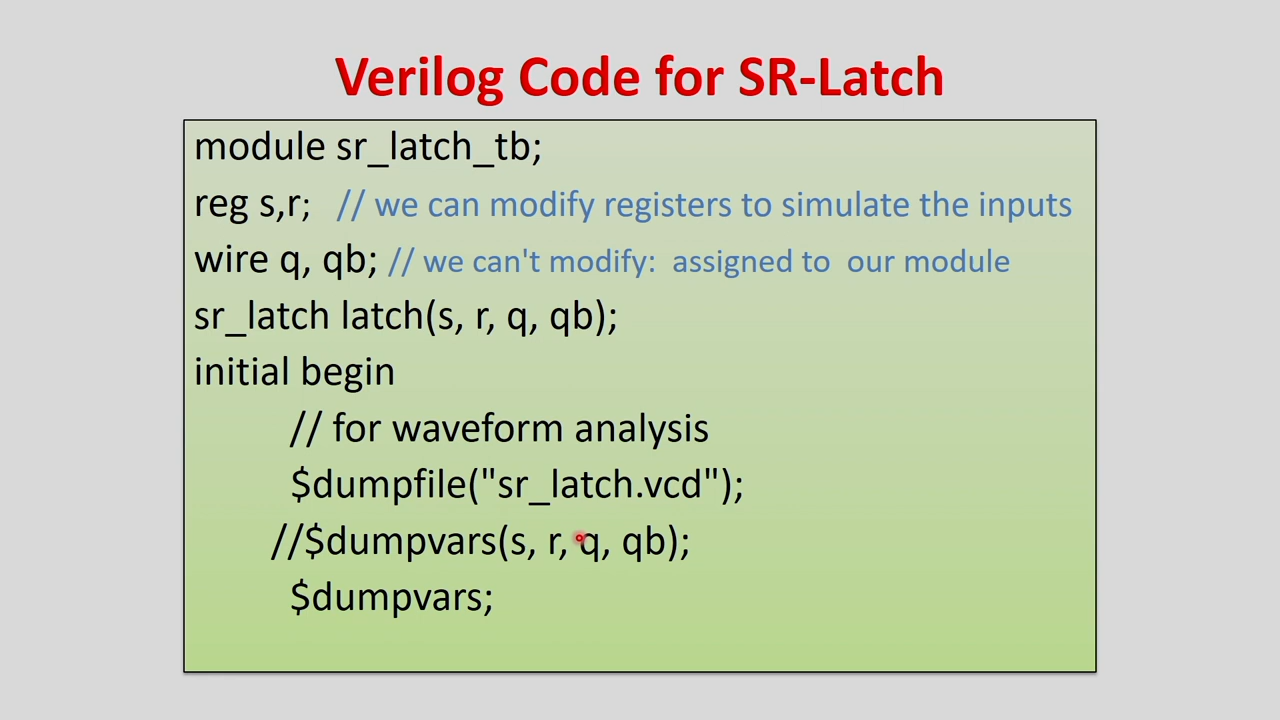 Verilog Code for SR-Latch
module sr_latch_tb;
reg s,r;   // we can modify registers to simulate the inputs
wire q, qb; // we can't modify:  assigned to  our module
sr_latch latch(s, r, q, qb);
initial begin
// for waveform analysis
$dumpfile("sr_latch.vcd");
//$dumpvars(s, r, q, qb);
$dumpvars;